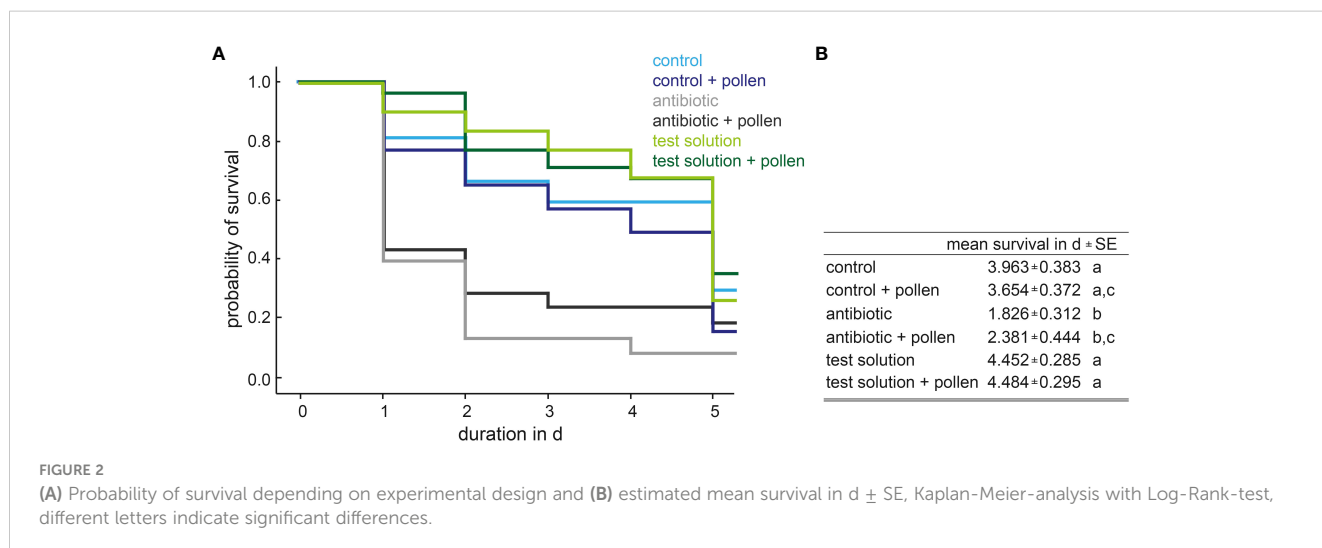 A
control
control + pollen
antibiotic
antibiotic + pollen
test solution
test solution + pollen
probability of survival
1.0
0.8
0.6
0.4
0.2
0.0
0 1 2 3 4 5
duration in d
B
mean survival in d ± SE
control 3.963±0.383 a
control + pollen 3.654±0.372 a,c
antibiotic 1.826±0.312 b
antibiotic + pollen 2.381±0.444 b,c
test solution 4.452±0.285 a
test solution + pollen 4.484±0.295 a
FIGURE 2
(A) Probability of survival depending on experimental design and (B) estimated mean survival in d ± SE, Kaplan-Meier-analysis with Log-Rank-test,
different letters indicate significant differences.